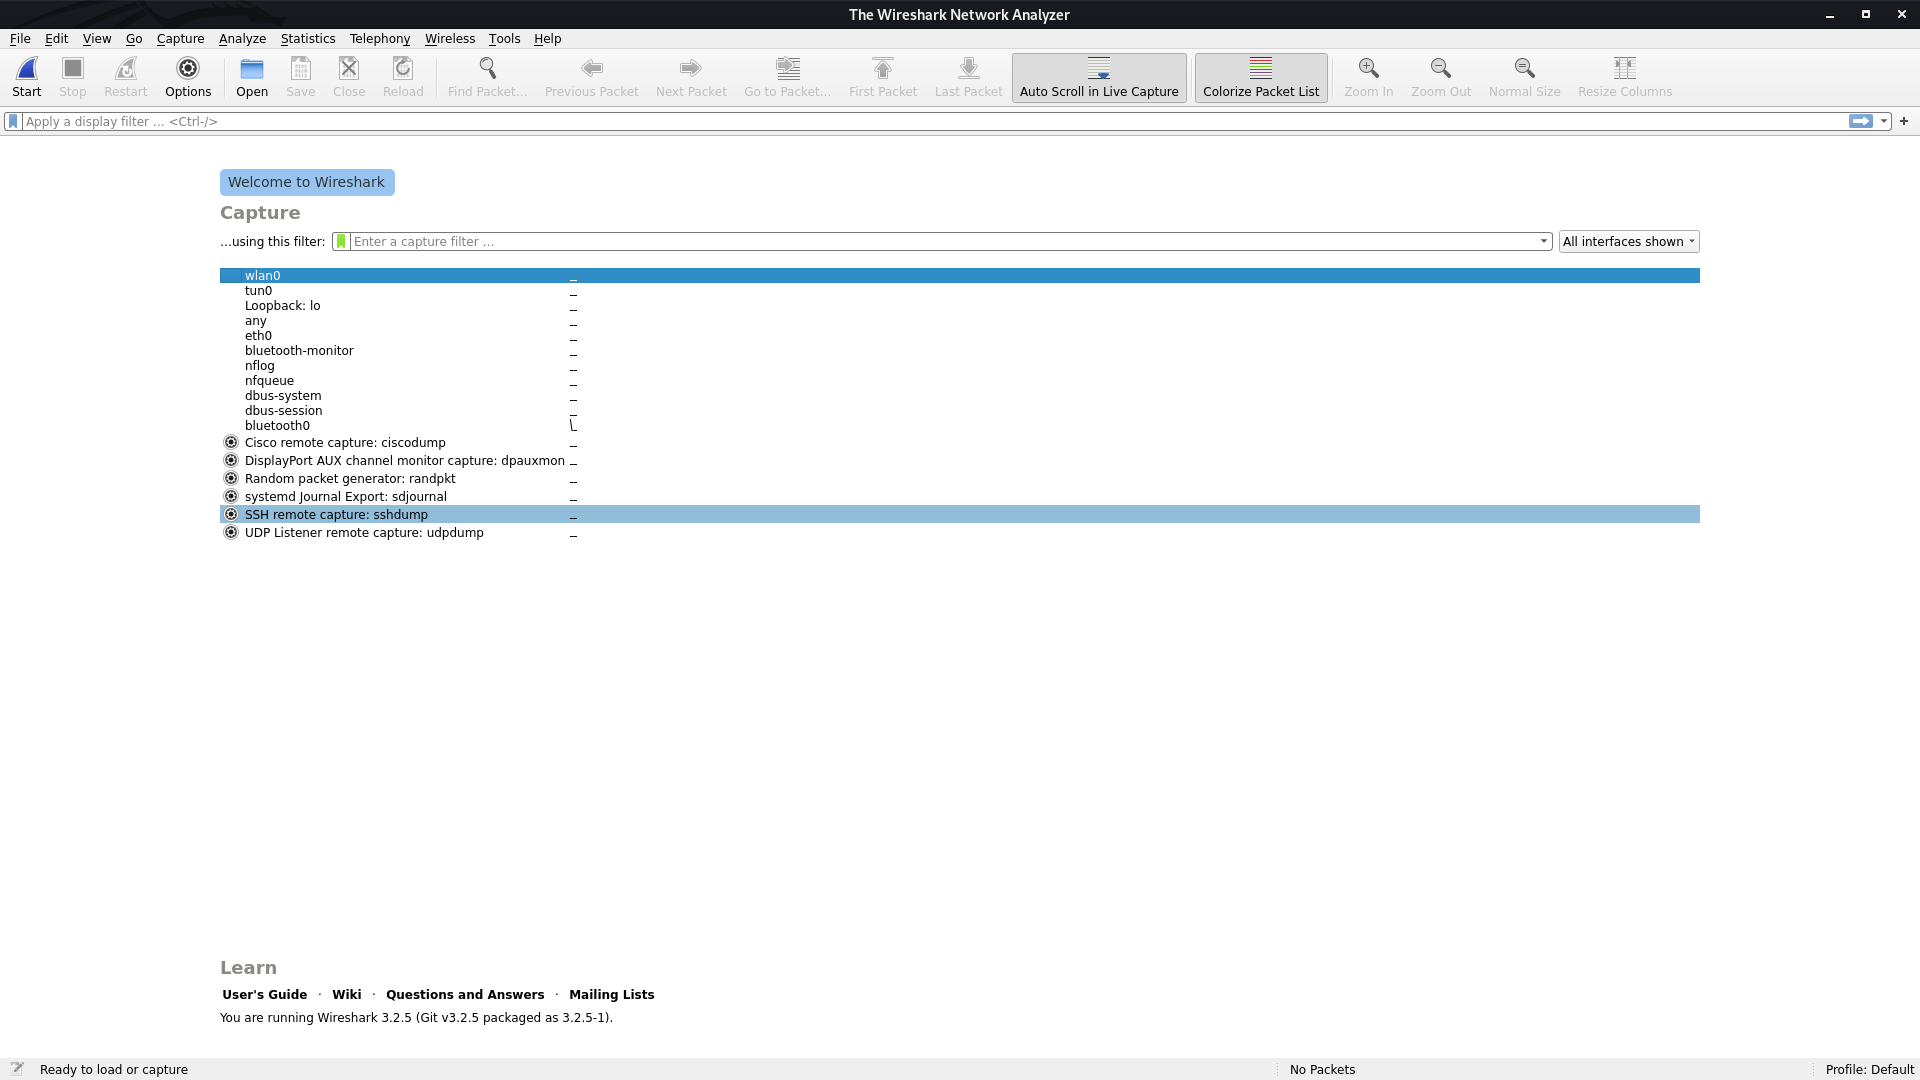 The Wireshark Network Analyzer
File Edit View Go Capture Analyze Statistics Telephony Wireless Tools Help
Start Stop Restart Options Open Save Close Reload Find Packet... Previous Packet Next Packet Go to Packet... First Packet Last Packet Auto Scroll in Live Capture Colorize Packet List Zoom In Zoom Out Normal Size Resize Columns
Apply a display filter ... <Ctrl-/> +
Welcome to Wireshark
Capture
...using this filter: Enter a capture filter ... All interfaces shown
wlan0
tun0
Loopback: lo
any
eth0
bluetooth-monitor
nflog
nfqueue
dbus-system
dbus-session
bluetooth0
Cisco remote capture: ciscodump
DisplayPort AUX channel monitor capture: dpauxmon
Random packet generator: randpkt
systemd Journal Export: sdjournal
SSH remote capture: sshdump
UDP Listener remote capture: udpdump
Learn
User's Guide · Wiki · Questions and Answers · Mailing Lists
You are running Wireshark 3.2.5 (Git v3.2.5 packaged as 3.2.5-1).
Ready to load or capture No Packets Profile: Default